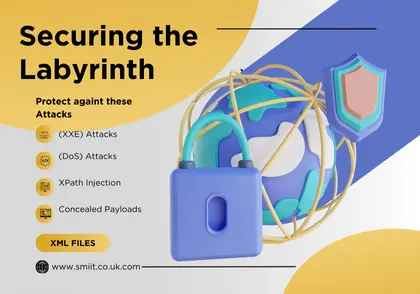 Securing the
Labyrinth
Protect againt these
Attacks
(XXE) Attacks
(DoS) Attacks
XPath Injection
Concealed Payloads
XML FILES
www.smiit.co.uk.com